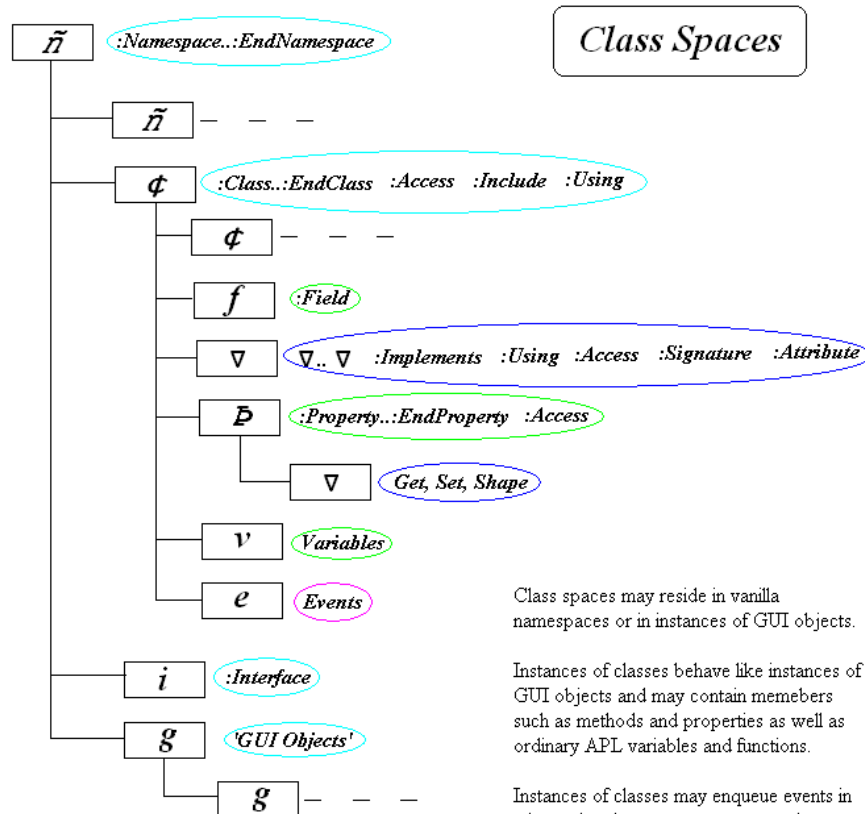 ñ :Namespace..:EndNamespace
Class Spaces
ñ
¢ :Class..:EndClass :Access :Include :Using
¢
f :Field
∇ ∇.. ∇ :Implements :Using :Access :Signature :Attribute
Ð :Property..:EndProperty :Access
∇ Get, Set, Shape
v Variables
e Events
i :Interface
g 'GUI Objects'
g
Class spaces may reside in vanilla
namespaces or in instances of GUI objects.
Instances of classes behave like instances of
GUI objects and may contain memebers
such as methods and properties as well as
ordinary APL variables and functions.
Instances of classes may enqueue events in